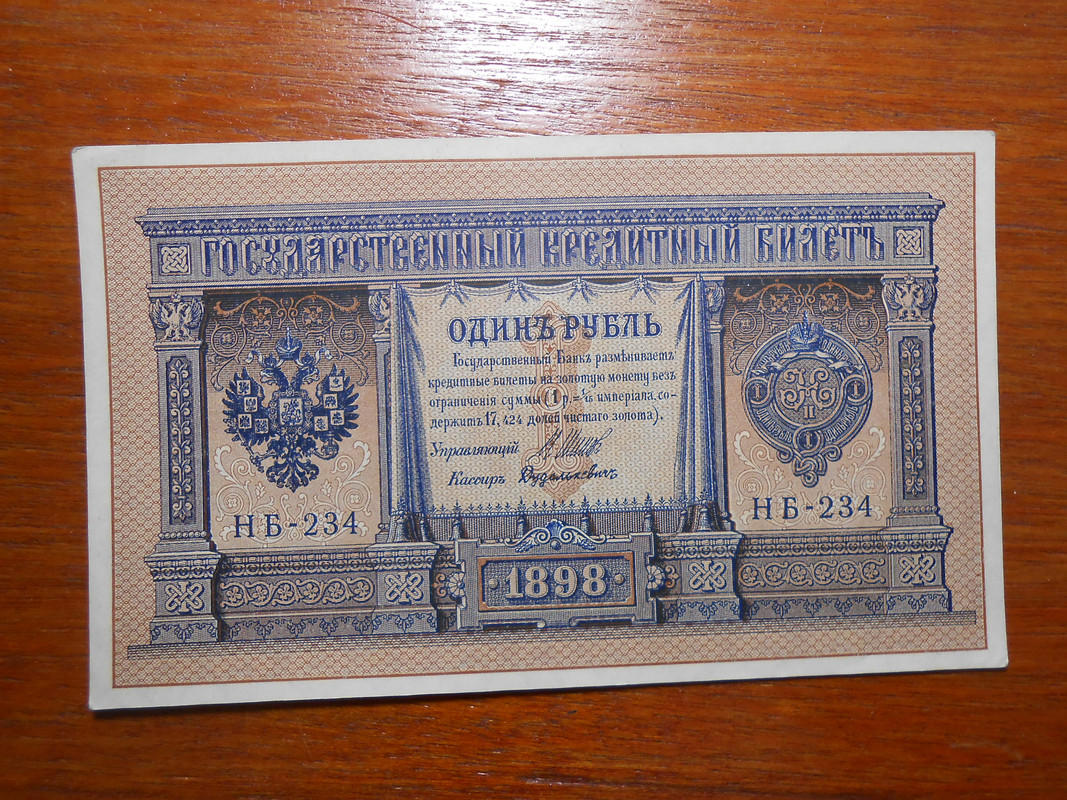 ГОСУДАРСТВЕННЫЙ КРЕДИТНЫЙ БИЛЕТЪ
ОДИНЪ РУБЛЬ
Государственный Банкъ размѣниваетъ
кредитные билеты на золотую монету безъ
ограниченія суммы (1 р. = 1/15 имперіала, со-
держитъ 17,424 долей чистаго золота).
Управляющій
Кассиръ
НБ-234
НБ-234
1898